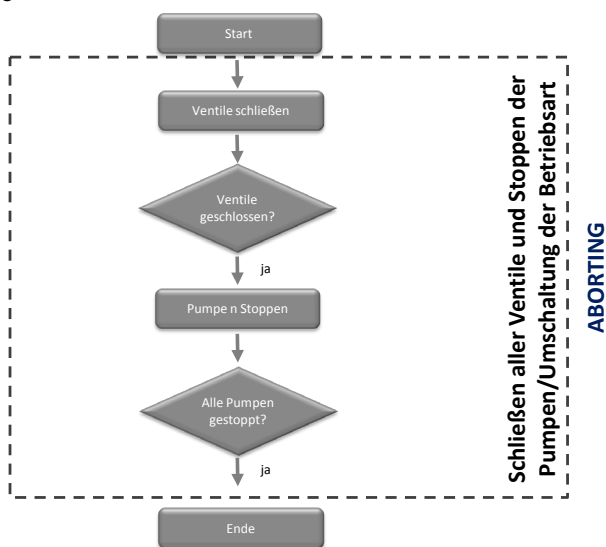 Start
Ventile schließen
Ventile
geschlossen?
ja
Pumpe n Stoppen
Alle Pumpen
gestoppt?
ja
Ende
Schließen aller Ventile und Stoppen der
Pumpen/Umschaltung der Betriebsart
ABORTING